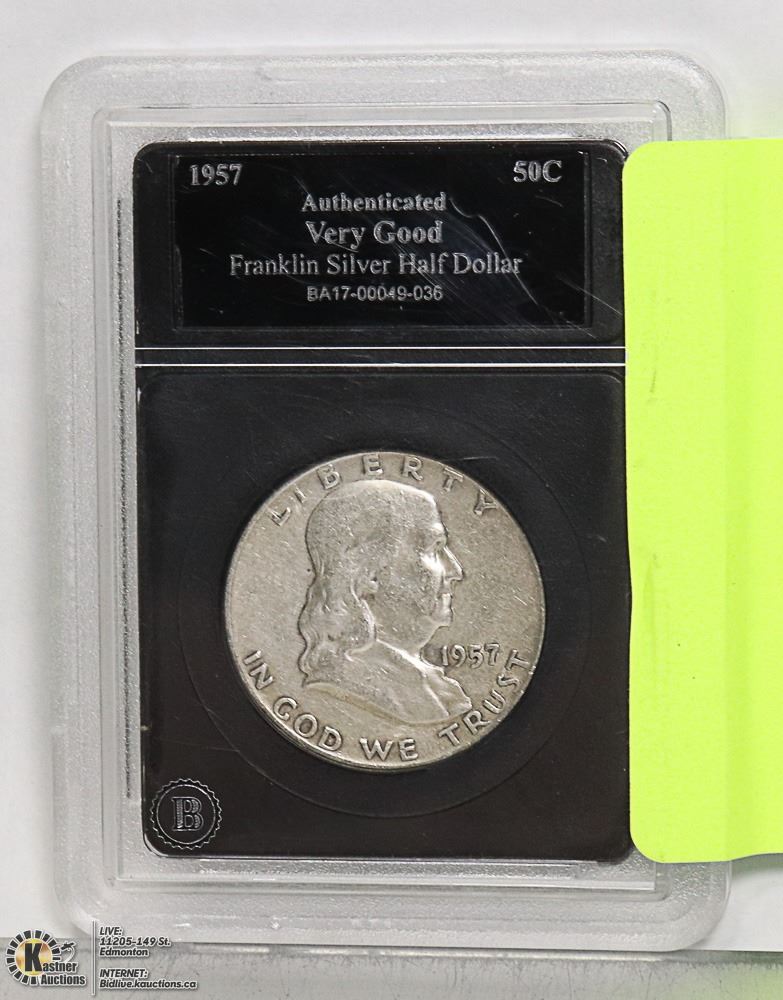 1957 50C
Authenticated
Very Good
Franklin Silver Half Dollar
BA17-00049-036
LIBERTY
1957
IN GOD WE TRUST
B
Kastner
Auctions
LIVE:
11205-149 St.
Edmonton
INTERNET:
Bidlive.kauctions.ca